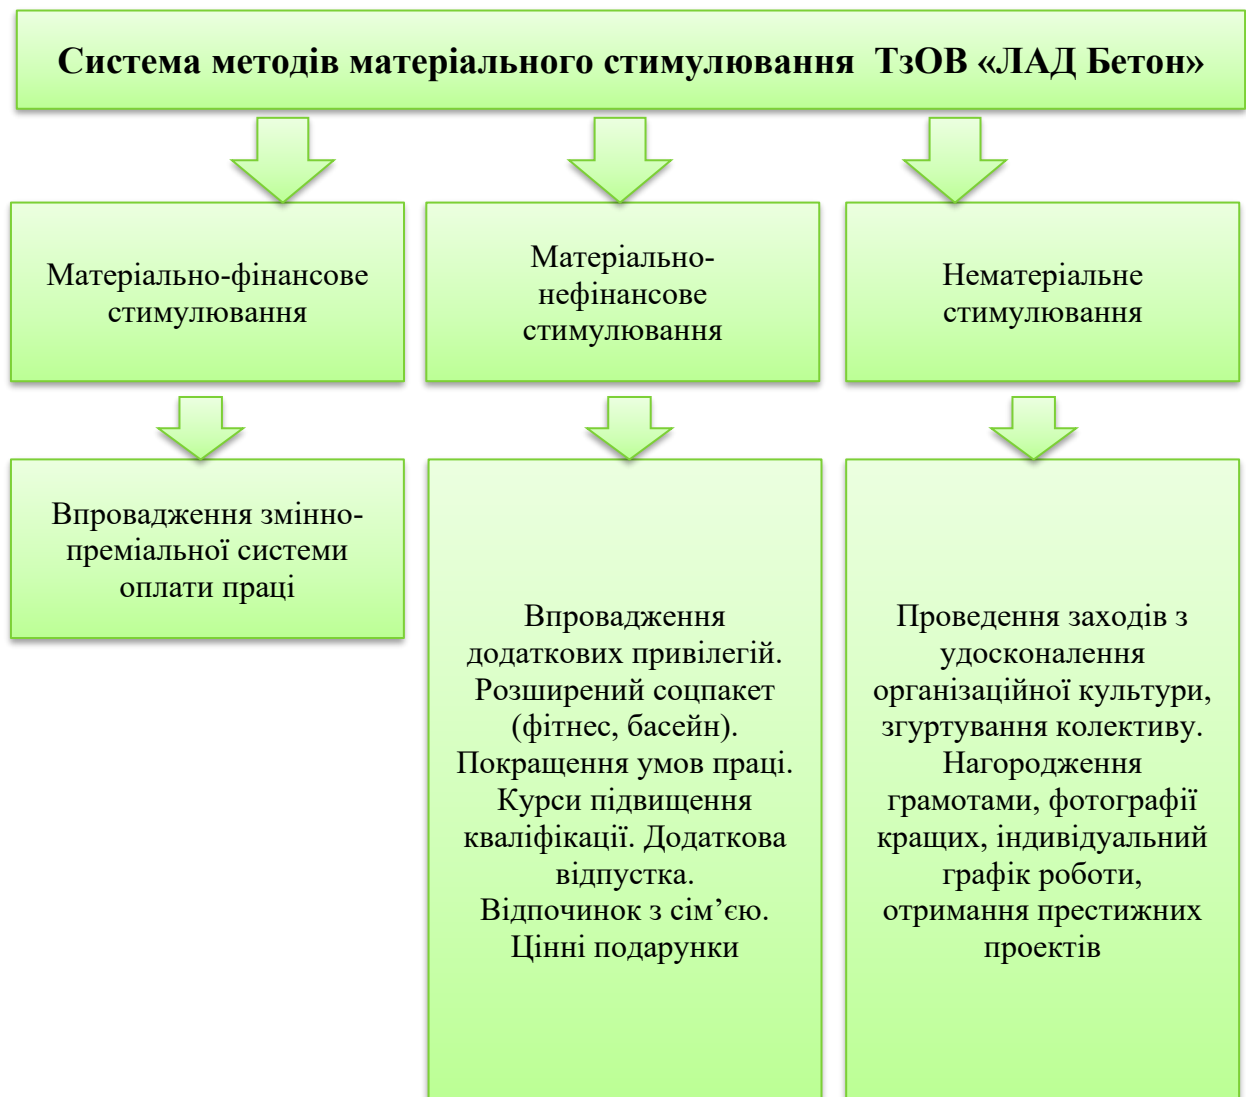 Система методів матеріального стимулювання ТзОВ «ЛАД Бетон»
Матеріально-фінансове
стимулювання
Матеріально-
нефінансове
стимулювання
Нематеріальне
стимулювання
Впровадження змінно-
преміальної системи
оплати праці
Впровадження
додаткових привілегій.
Розширений соцпакет
(фітнес, басейн).
Покращення умов праці.
Курси підвищення
кваліфікації. Додаткова
відпустка.
Відпочинок з сім’єю.
Цінні подарунки
Проведення заходів з
удосконалення
організаційної культури,
згуртування колективу.
Нагородження
грамотами, фотографії
кращих, індивідуальний
графік роботи,
отримання престижних
проектів